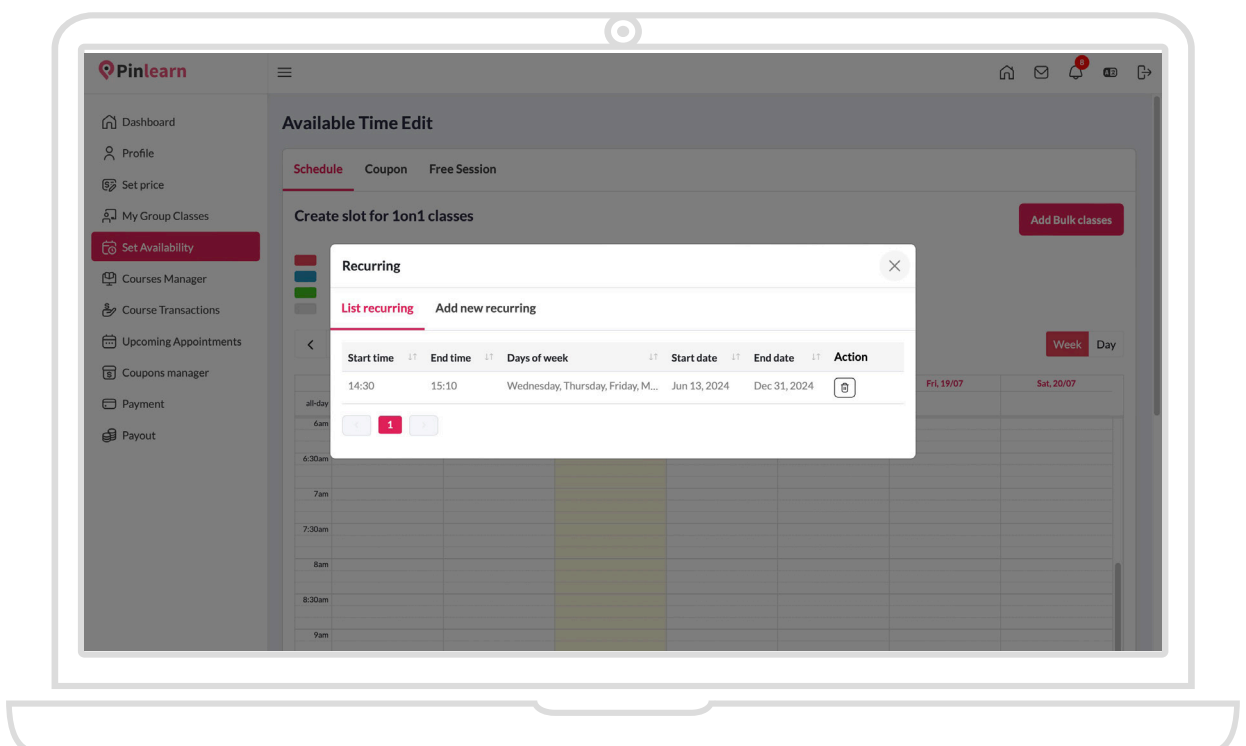 Pinlearn
8
Dashboard
Profile
Set price
My Group Classes
Set Availability
Courses Manager
Course Transactions
Upcoming Appointments
Coupons manager
Payment
Payout
Available Time Edit
Schedule Coupon Free Session
Create slot for 1on1 classes
Add Bulk classes
Recurring
List recurring Add new recurring
Start time End time Days of week Start date End date Action
14:30 15:10 Wednesday, Thursday, Friday, M... Jun 13, 2024 Dec 31, 2024
1
Week Day
Fri, 19/07 Sat, 20/07
all-day
6am
6:30am
7am
7:30am
8am
8:30am
9am